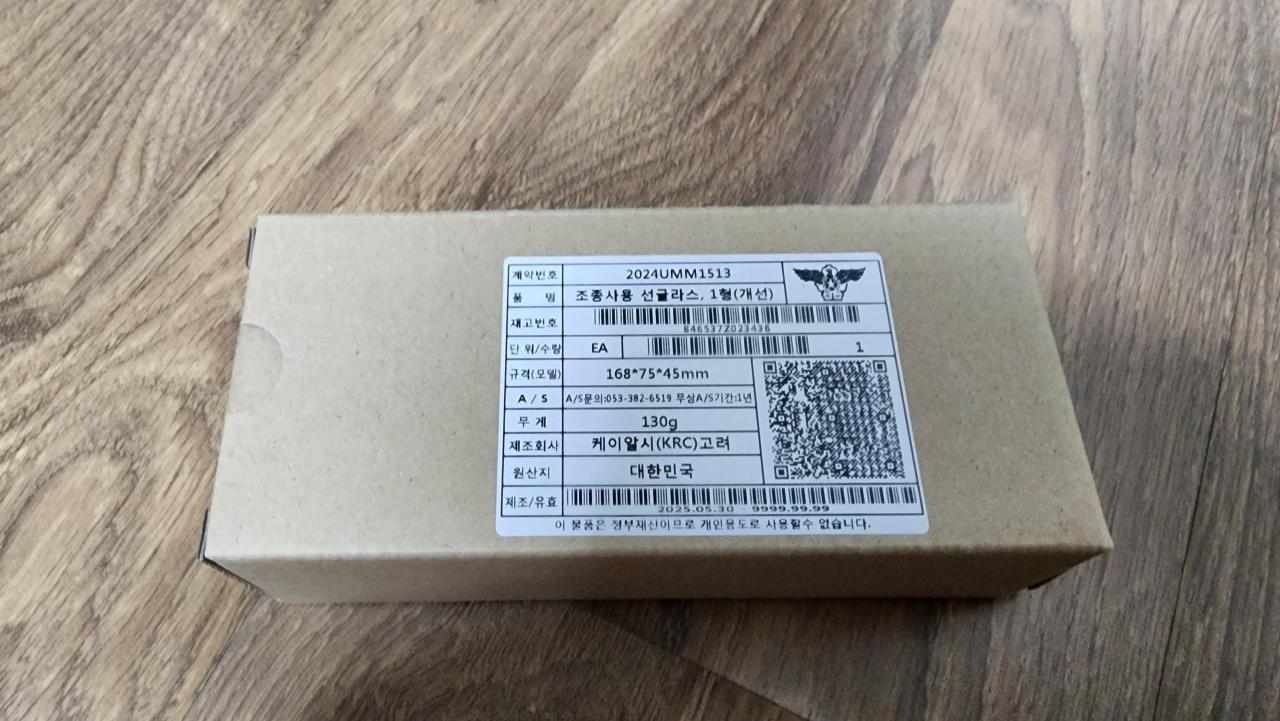 계약번호 2024UMM1513
품 명 조종사용 선글라스, 1형(개선)
재고번호
846537Z023436
단위/수량 EA 1
규격(모델) 168*75*45mm
A / S A/S문의:053-382-6519 무상A/S기간:1년
무 게 130g
제조회사 케이알시(KRC)고려
원산지 대한민국
제조/유효
2025.05.30 - 9999.99.99
이 물품은 정부재산이므로 개인용도로 사용할수 없습니다.